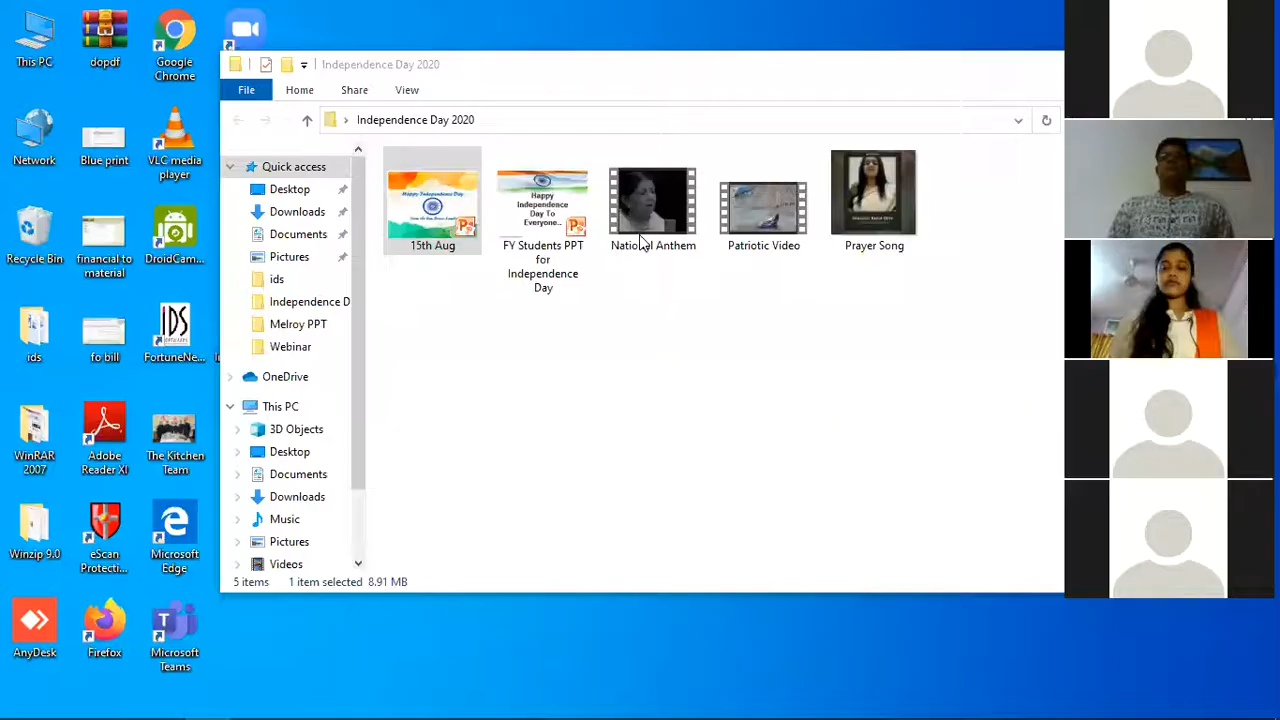 This PC
dopdf
Google
Chrome
Independence Day 2020
File
Home
Share
View
Independence Day 2020
Network
Blue print
VLC media
player
Quick access
Desktop
Downloads
Documents
Pictures
ids
Independence D
Melroy PPT
Webinar
OneDrive
This PC
3D Objects
Desktop
Documents
Downloads
Music
Pictures
Videos
Happy Independence Day
15th Aug
Happy
Independence
Day To
Everyone..
FY Students PPT
for
Independence
Day
National Anthem
Patriotic Video
Prayer Song
Recycle Bin
financial to
material
DroidCam...
ids
fo bill
IDS
FortuneNe...
WinRAR
2007
Adobe
Reader XI
The Kitchen
Team
Winzip 9.0
eScan
Protecti...
Microsoft
Edge
5 items
1 item selected 8.91 MB
AnyDesk
Firefox
Microsoft
Teams